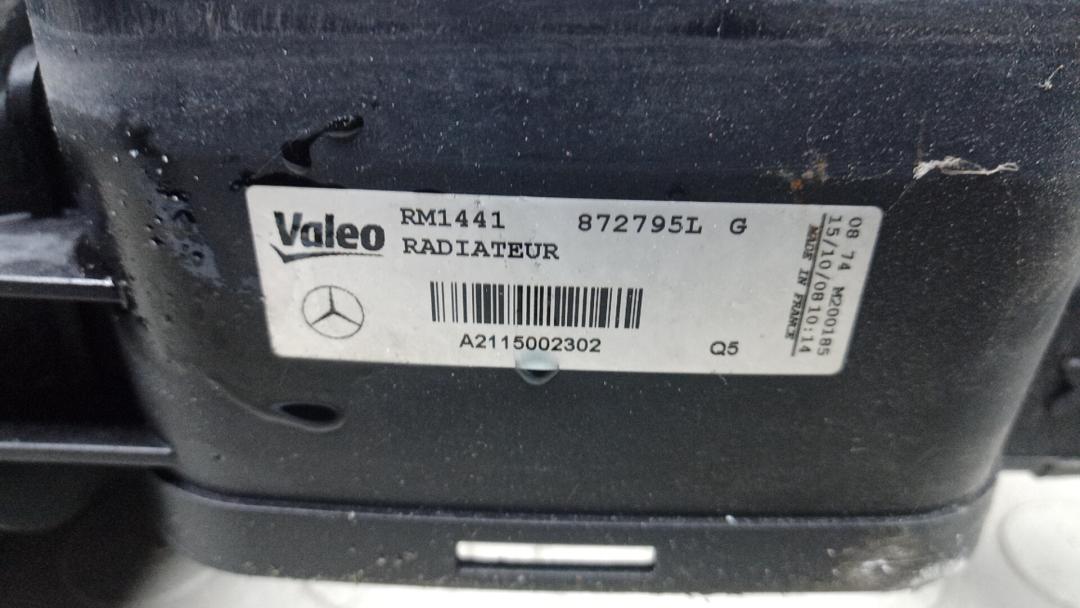 Valeo
RM1441 872795L G
RADIATEUR
A2115002302
Q5
08 74 M200185
15/10/08 10:14
MADE IN FRANCE